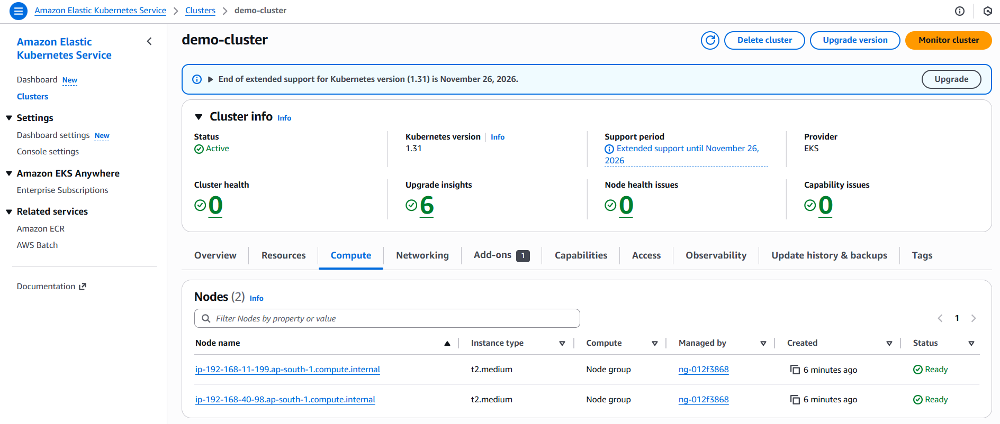 Amazon Elastic Kubernetes Service > Clusters > demo-cluster
Amazon Elastic
Kubernetes Service
Dashboard New
Clusters
Settings
Dashboard settings New
Console settings
Amazon EKS Anywhere
Enterprise Subscriptions
Related services
Amazon ECR
AWS Batch
Documentation
demo-cluster
Delete cluster Upgrade version Monitor cluster
End of extended support for Kubernetes version (1.31) is November 26, 2026. Upgrade
Cluster info Info
Status
Active
Kubernetes version Info
1.31
Support period
Extended support until November 26,
2026
Provider
EKS
Cluster health
0
Upgrade insights
6
Node health issues
0
Capability issues
0
Overview Resources Compute Networking Add-ons 1 Capabilities Access Observability Update history & backups Tags
Nodes (2) Info
Filter Nodes by property or value
1
Node name Instance type Compute Managed by Created Status
ip-192-168-11-199.ap-south-1.compute.internal t2.medium Node group ng-012f3868 6 minutes ago Ready
ip-192-168-40-98.ap-south-1.compute.internal t2.medium Node group ng-012f3868 6 minutes ago Ready